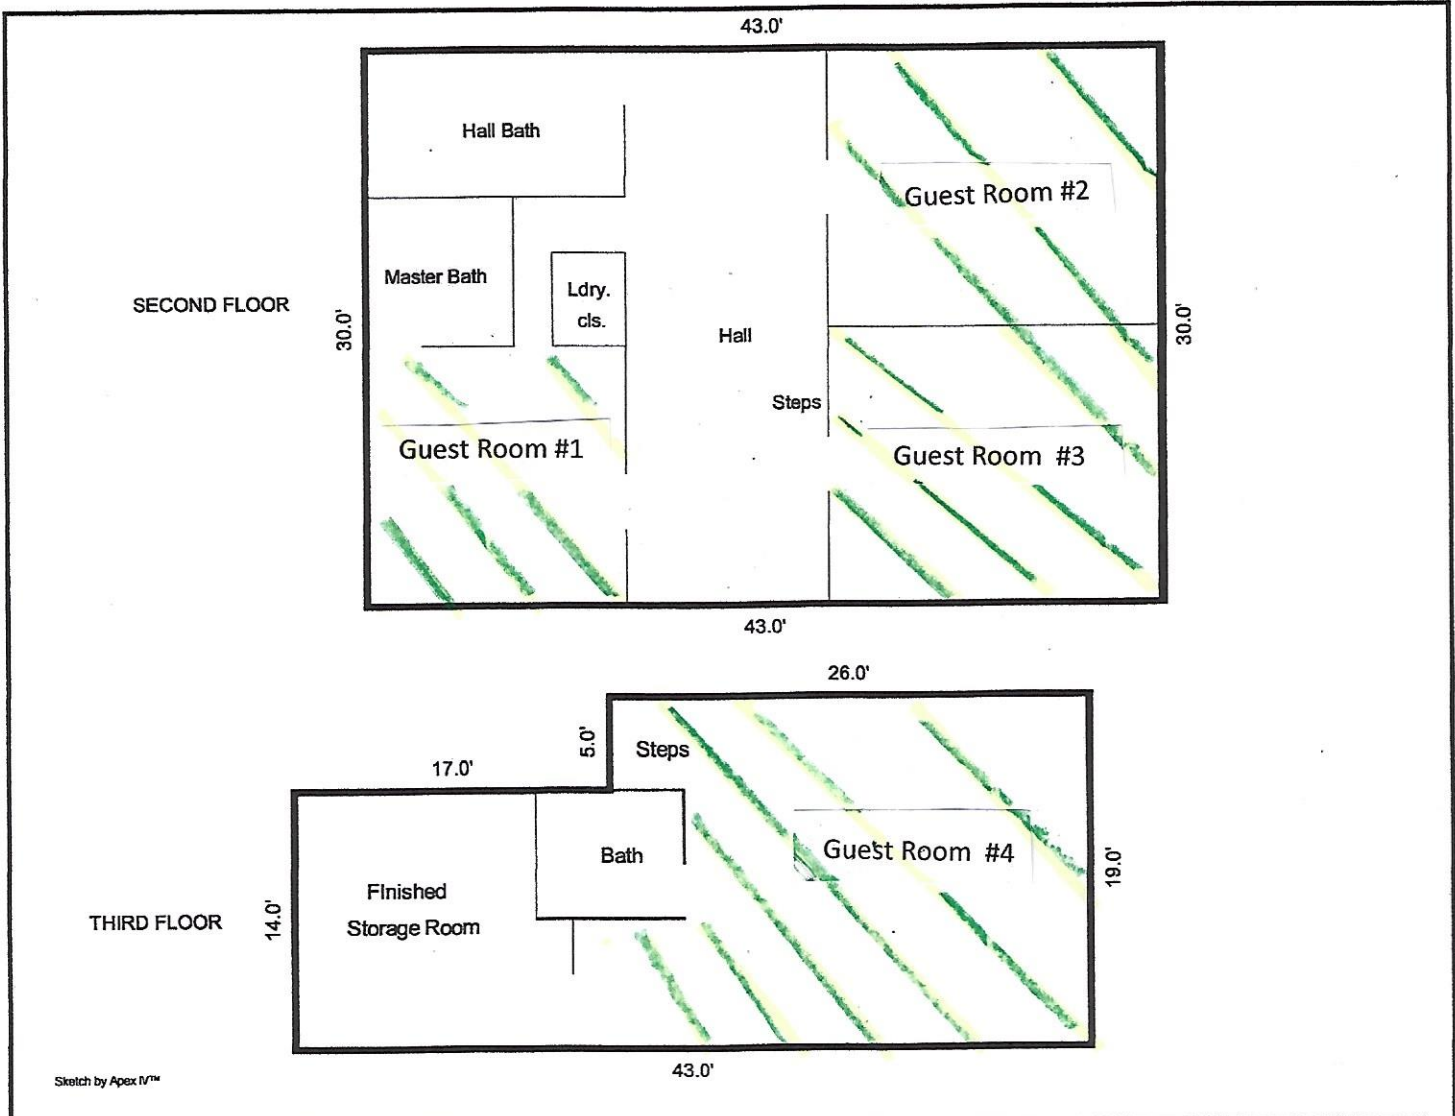 43.0'
Hall Bath
Guest Room #2
Master Bath
Ldry.
cls.
SECOND FLOOR
30.0'
Hall
30.0'
Steps
Guest Room #1
Guest Room #3
43.0'
26.0'
5.0'
Steps
17.0'
Bath
Guest Room #4
19.0'
FInished
Storage Room
THIRD FLOOR
14.0'
43.0'
Sketch by Apex IV™